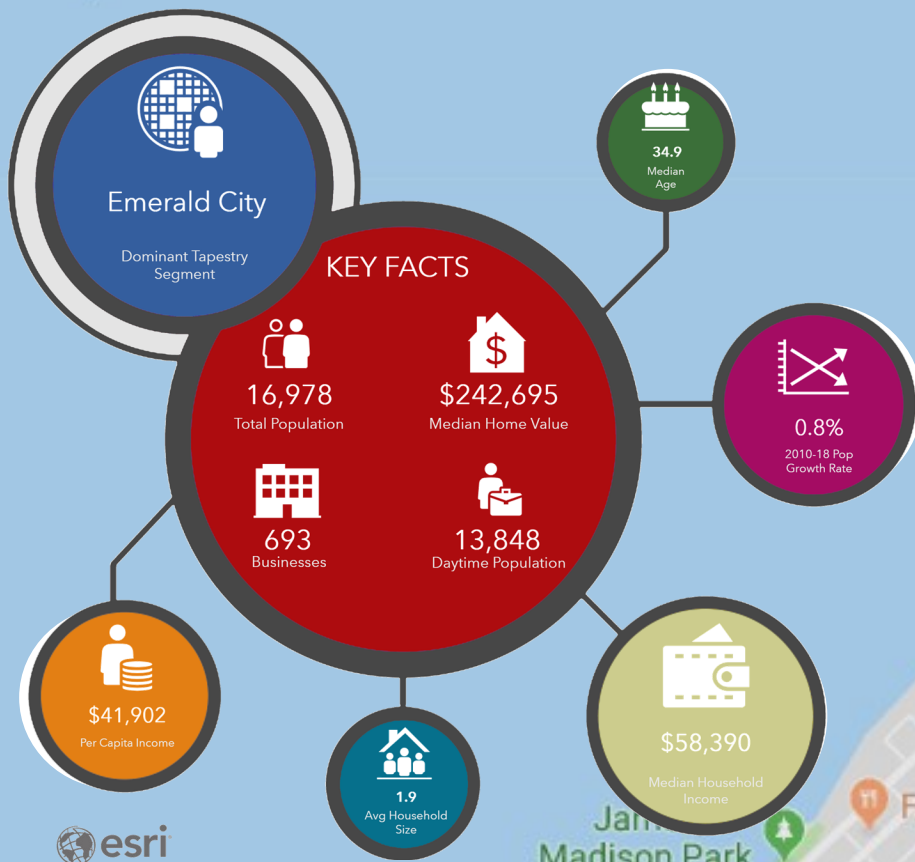 Emerald City
Dominant Tapestry
Segment
34.9
Median
Age
KEY FACTS
16,978
Total Population
$242,695
Median Home Value
693
Businesses
13,848
Daytime Population
0.8%
2010-18 Pop
Growth Rate
$41,902
Per Capita Income
1.9
Avg Household
Size
$58,390
Median Household
Income
esri
Madison Park